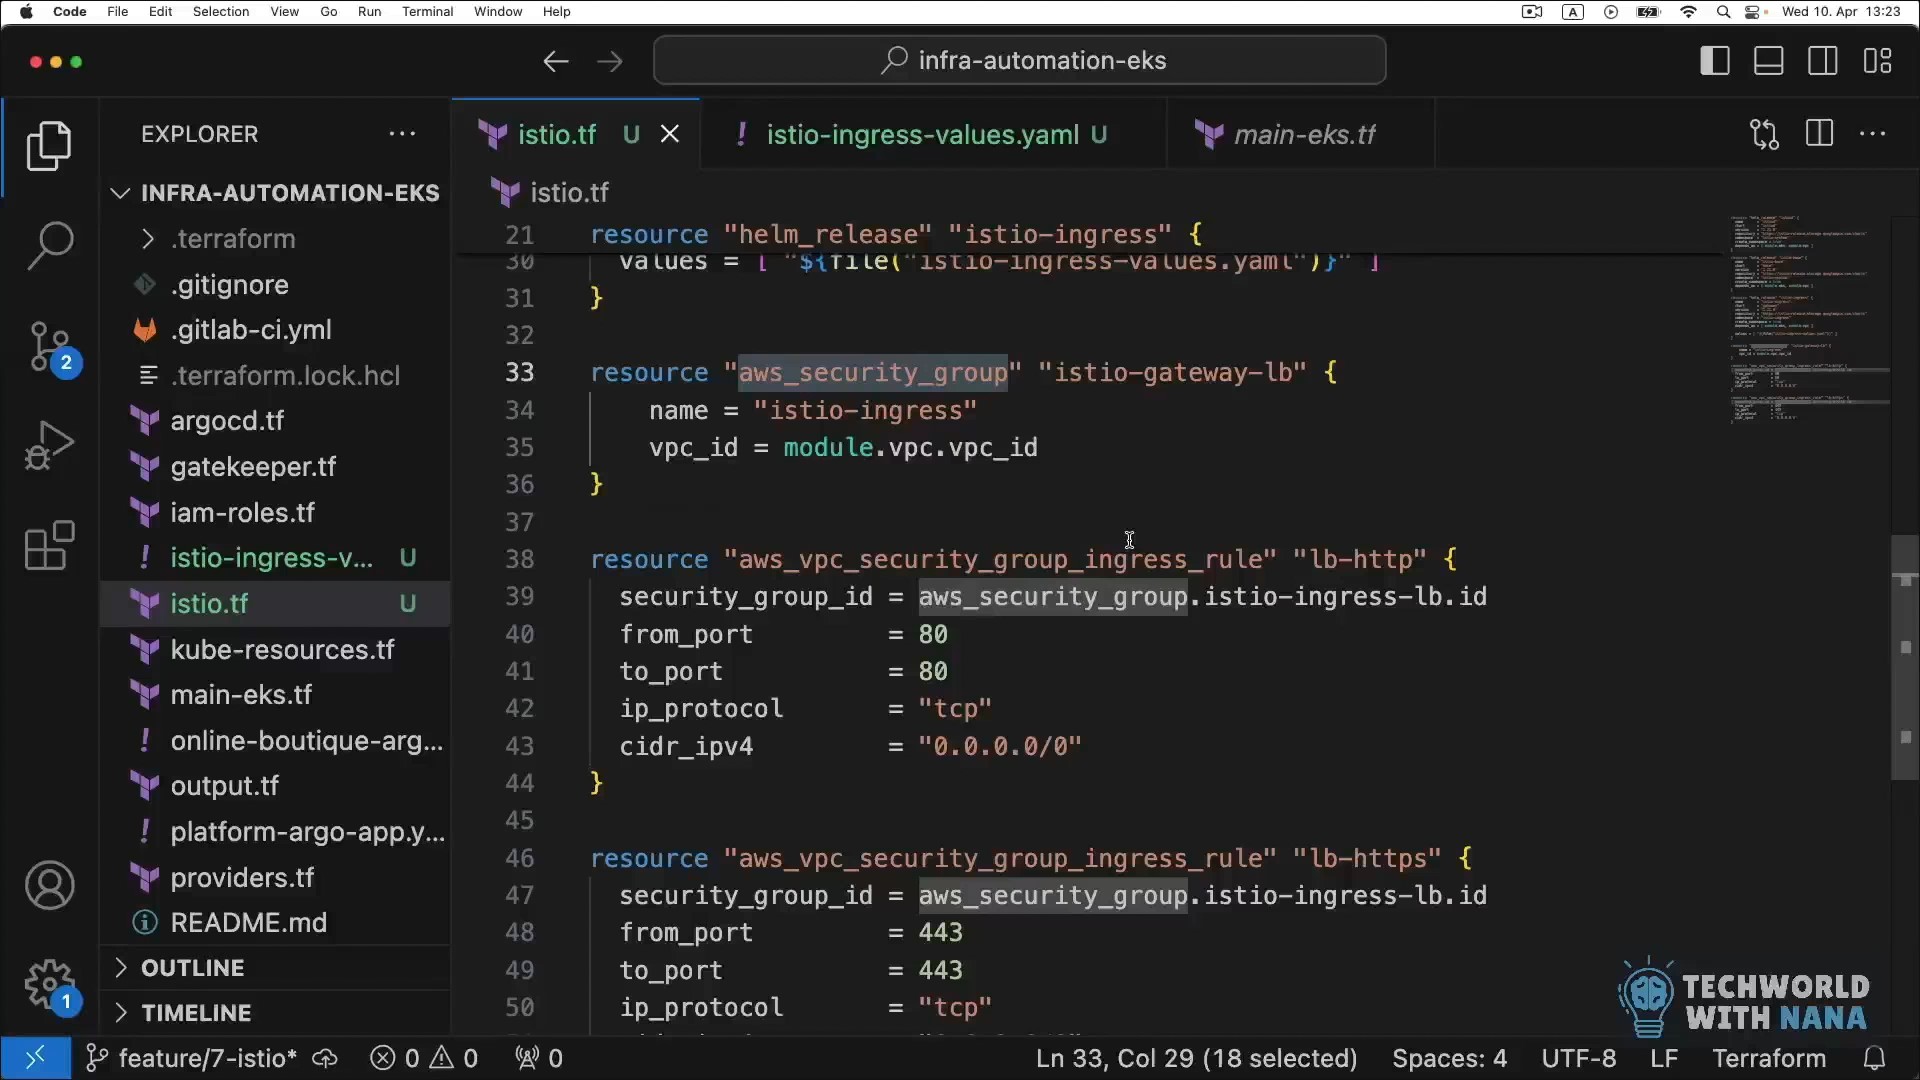 Code File Edit Selection View Go Run Terminal Window Help A Wed 10. Apr 13:23
infra-automation-eks
EXPLORER ...
istio.tf U
istio-ingress-values.yaml U
main-eks.tf
INFRA-AUTOMATION-EKS
.terraform
.gitignore
.gitlab-ci.yml
.terraform.lock.hcl
argocd.tf
gatekeeper.tf
iam-roles.tf
istio-ingress-v... U
istio.tf U
kube-resources.tf
main-eks.tf
online-boutique-arg...
output.tf
platform-argo-app.y...
providers.tf
README.md
OUTLINE
TIMELINE
2
1
istio.tf
21 resource "helm_release" "istio-ingress" {
30 values = [ "${file("istio-ingress-values.yaml")}" ]
31 }
32
33 resource "aws_security_group" "istio-gateway-lb" {
34 name = "istio-ingress"
35 vpc_id = module.vpc.vpc_id
36 }
37
38 resource "aws_vpc_security_group_ingress_rule" "lb-http" {
39 security_group_id = aws_security_group.istio-ingress-lb.id
40 from_port = 80
41 to_port = 80
42 ip_protocol = "tcp"
43 cidr_ipv4 = "0.0.0.0/0"
44 }
45
46 resource "aws_vpc_security_group_ingress_rule" "lb-https" {
47 security_group_id = aws_security_group.istio-ingress-lb.id
48 from_port = 443
49 to_port = 443
50 ip_protocol = "tcp"
TECHWORLD
WITH NANA
feature/7-istio* 0 0 0 Ln 33, Col 29 (18 selected) Spaces: 4 UTF-8 LF Terraform